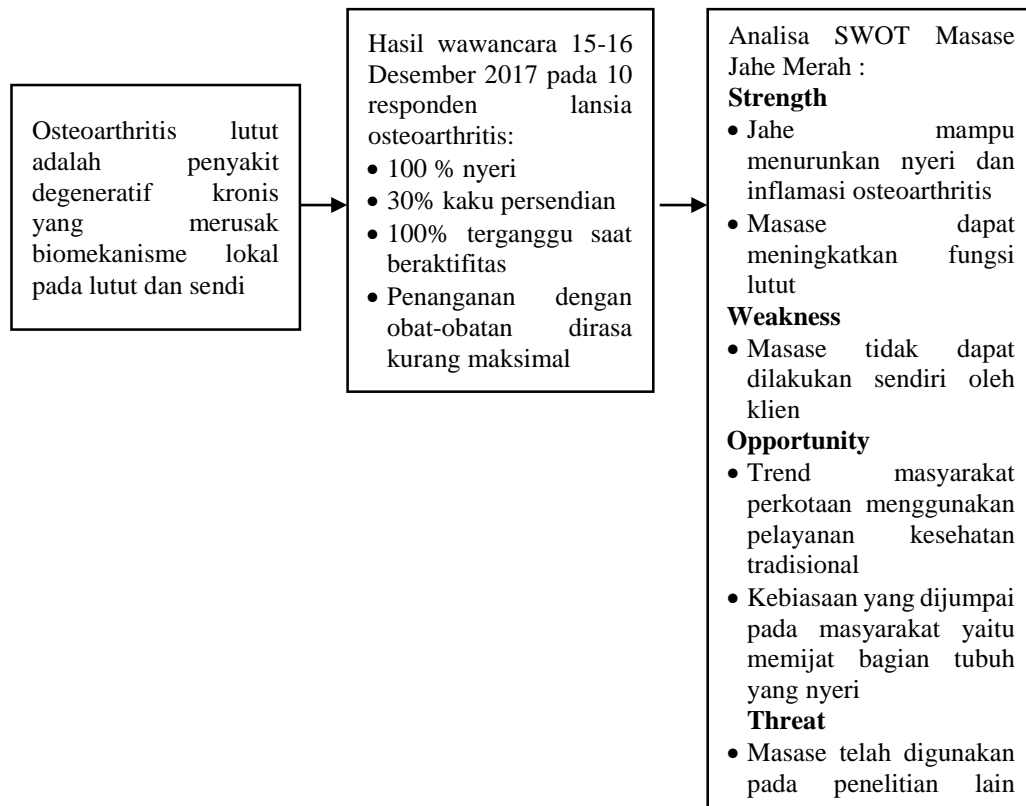 Osteoarthritis lutut
adalah penyakit
degeneratif kronis
yang merusak
biomekanisme lokal
pada lutut dan sendi
Hasil wawancara 15-16
Desember 2017 pada 10
responden lansia
osteoarthritis:
• 100 % nyeri
• 30% kaku persendian
• 100% terganggu saat
beraktifitas
• Penanganan dengan
obat-obatan dirasa
kurang maksimal
Analisa SWOT Masase
Jahe Merah :
Strength
• Jahe mampu
menurunkan nyeri dan
inflamasi osteoarthritis
• Masase dapat
meningkatkan fungsi
lutut
Weakness
• Masase tidak dapat
dilakukan sendiri oleh
klien
Opportunity
• Trend masyarakat
perkotaan menggunakan
pelayanan kesehatan
tradisional
• Kebiasaan yang dijumpai
pada masyarakat yaitu
memijat bagian tubuh
yang nyeri
Threat
• Masase telah digunakan
pada penelitian lain